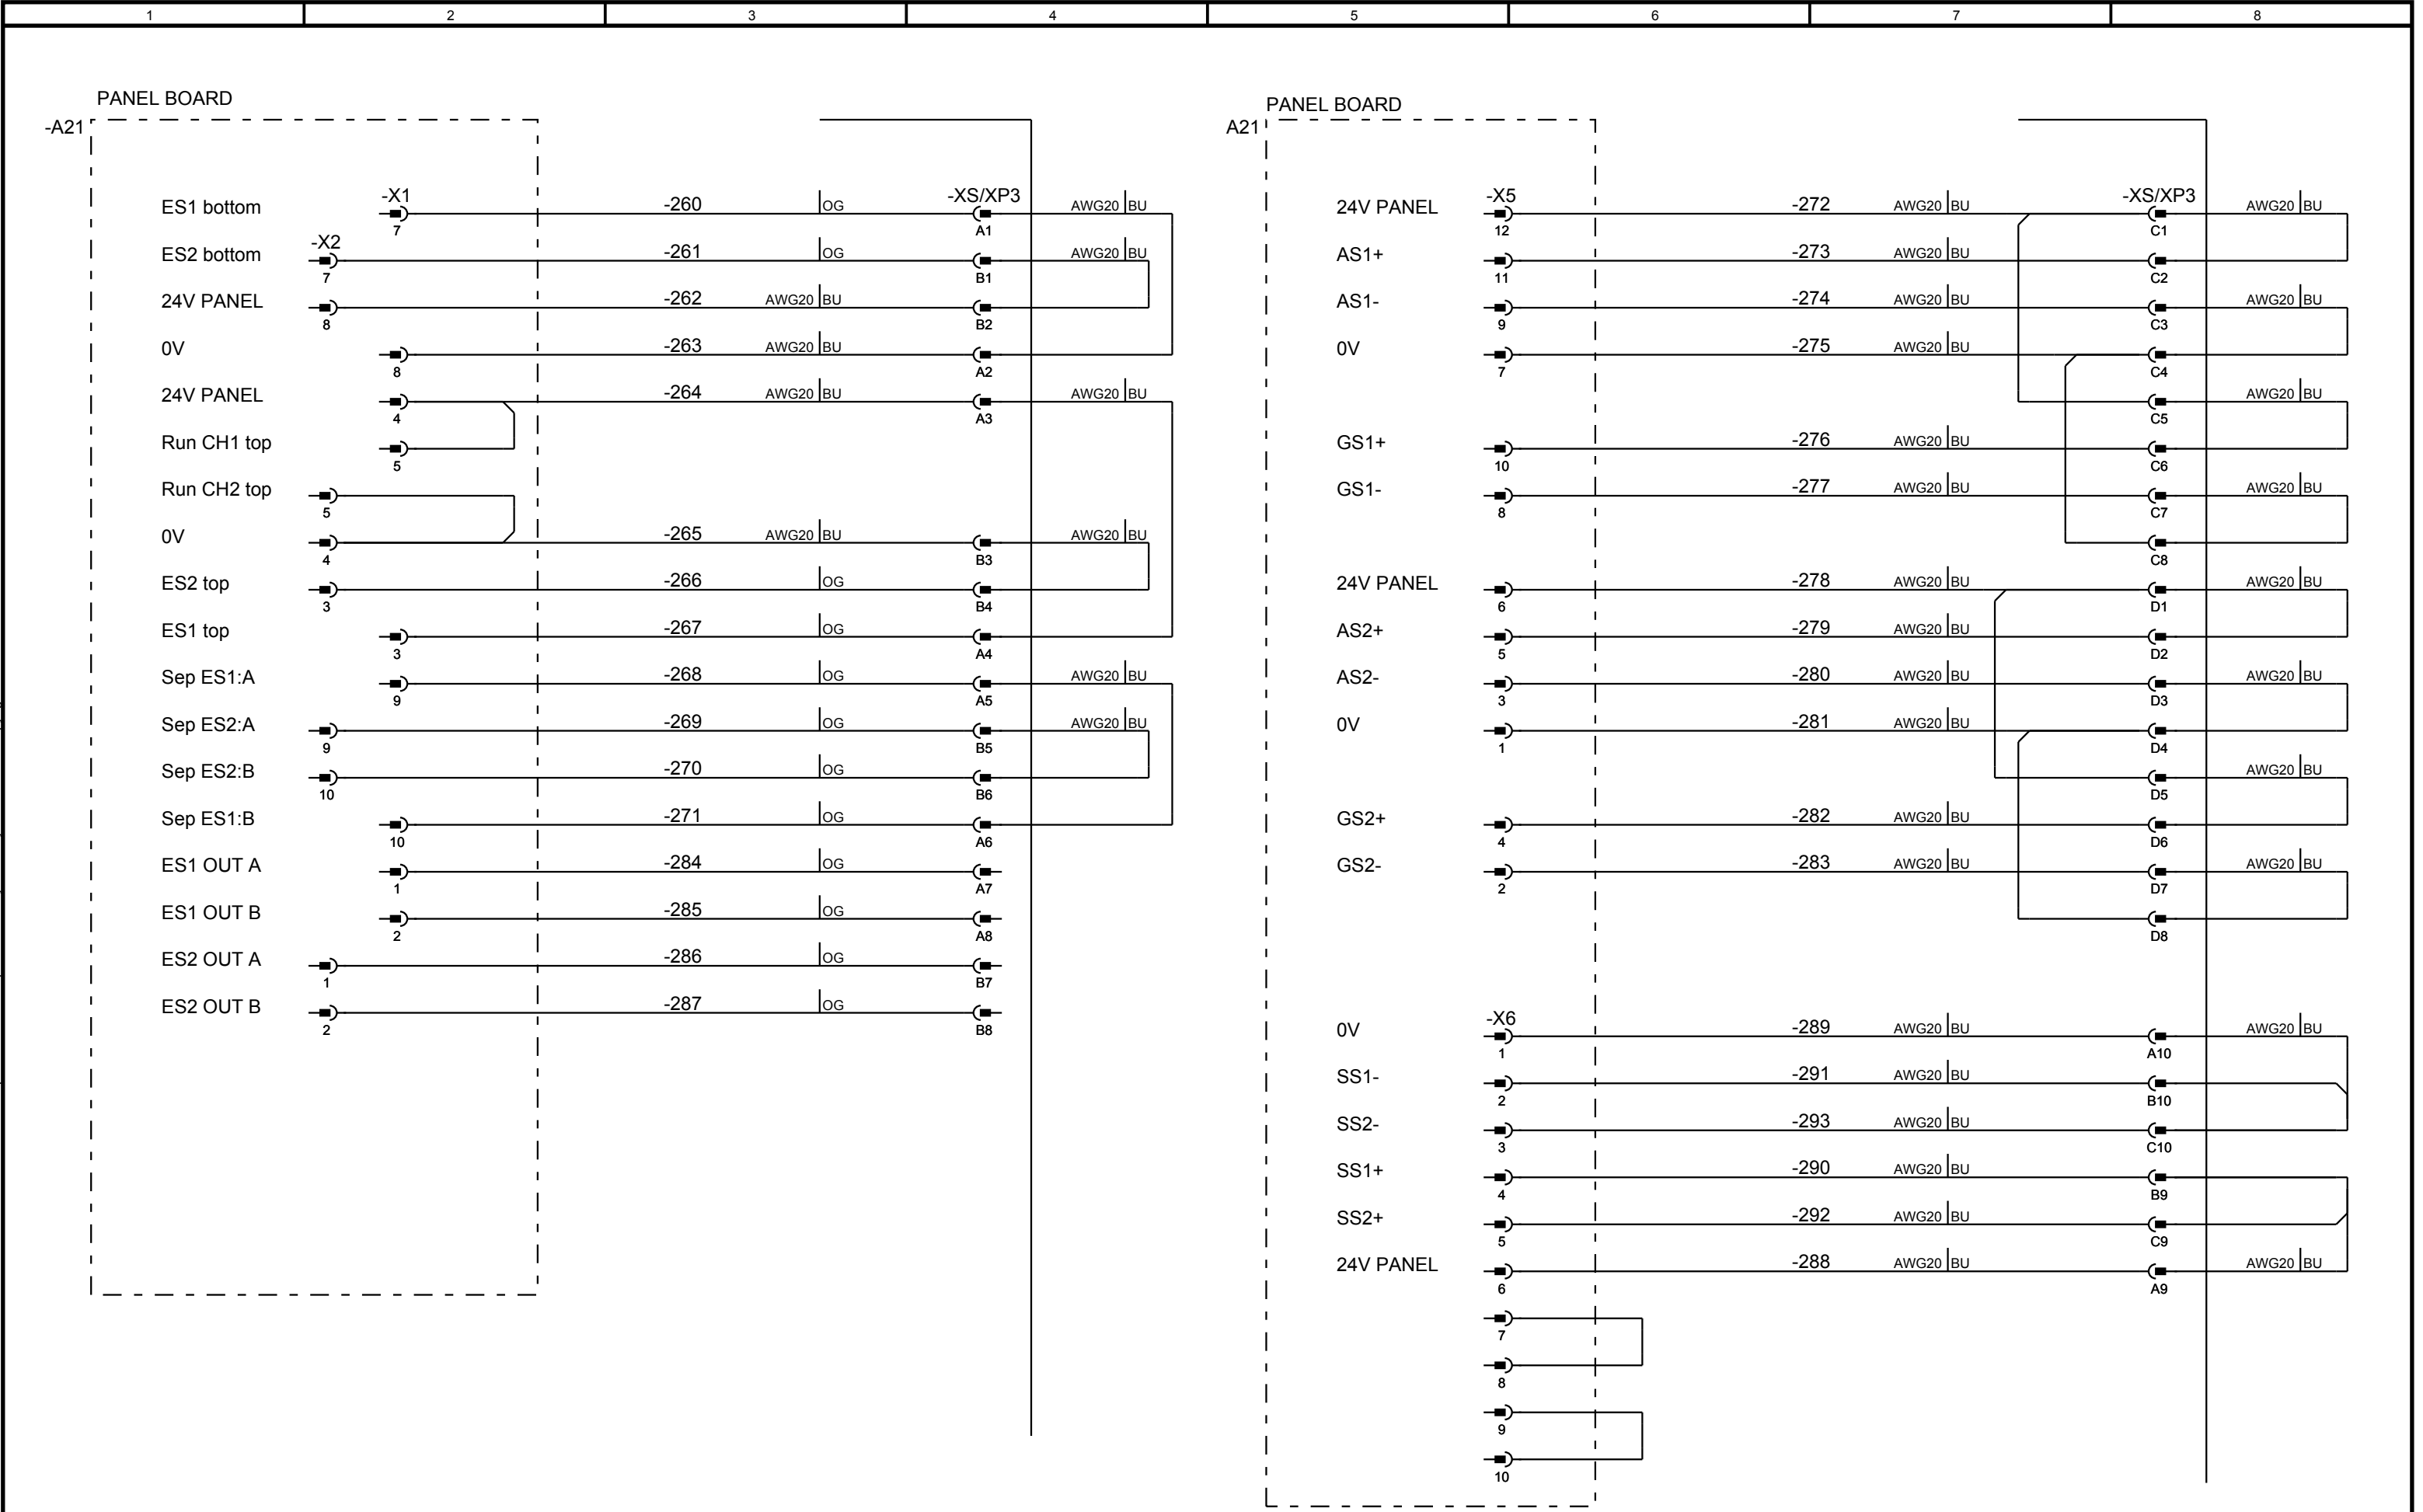 1 2 3 4 5 6 7 8
PANEL BOARD
-A21
-X1
-XS/XP3
ES1 bottom 7 -260 OG A1 AWG20 BU
-X2
ES2 bottom 7 -261 OG B1 AWG20 BU
24V PANEL 8 -262 AWG20 BU B2
0V 8 -263 AWG20 BU A2
24V PANEL 4 -264 AWG20 BU A3 AWG20 BU
Run CH1 top 5
Run CH2 top 5
0V 4 -265 AWG20 BU B3 AWG20 BU
ES2 top 3 -266 OG B4
ES1 top 3 -267 OG A4
Sep ES1:A 9 -268 OG A5 AWG20 BU
Sep ES2:A 9 -269 OG B5 AWG20 BU
Sep ES2:B 10 -270 OG B6
Sep ES1:B 10 -271 OG A6
ES1 OUT A 1 -284 OG A7
ES1 OUT B 2 -285 OG A8
ES2 OUT A 1 -286 OG B7
ES2 OUT B 2 -287 OG B8
PANEL BOARD
A21
-X5
-XS/XP3
24V PANEL 12 -272 AWG20 BU C1 AWG20 BU
AS1+ 11 -273 AWG20 BU C2
AS1- 9 -274 AWG20 BU C3 AWG20 BU
0V 7 -275 AWG20 BU C4
C5 AWG20 BU
GS1+ 10 -276 AWG20 BU C6
GS1- 8 -277 AWG20 BU C7 AWG20 BU
C8
24V PANEL 6 -278 AWG20 BU D1 AWG20 BU
AS2+ 5 -279 AWG20 BU D2
AS2- 3 -280 AWG20 BU D3 AWG20 BU
0V 1 -281 AWG20 BU D4
D5 AWG20 BU
GS2+ 4 -282 AWG20 BU D6
GS2- 2 -283 AWG20 BU D7 AWG20 BU
D8
-X6
0V 1 -289 AWG20 BU A10 AWG20 BU
SS1- 2 -291 AWG20 BU B10
SS2- 3 -293 AWG20 BU C10
SS1+ 4 -290 AWG20 BU B9
SS2+ 5 -292 AWG20 BU C9
24V PANEL 6 -288 AWG20 BU A9 AWG20 BU
7
8
9
10